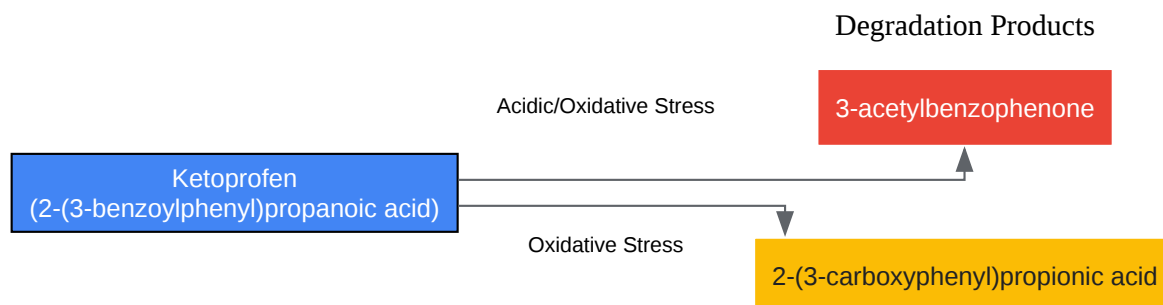 Degradation Products
Acidic/Oxidative Stress
3-acetylbenzophenone
Ketoprofen
(2-(3-benzoylphenyl)propanoic acid)
Oxidative Stress
2-(3-carboxyphenyl)propionic acid